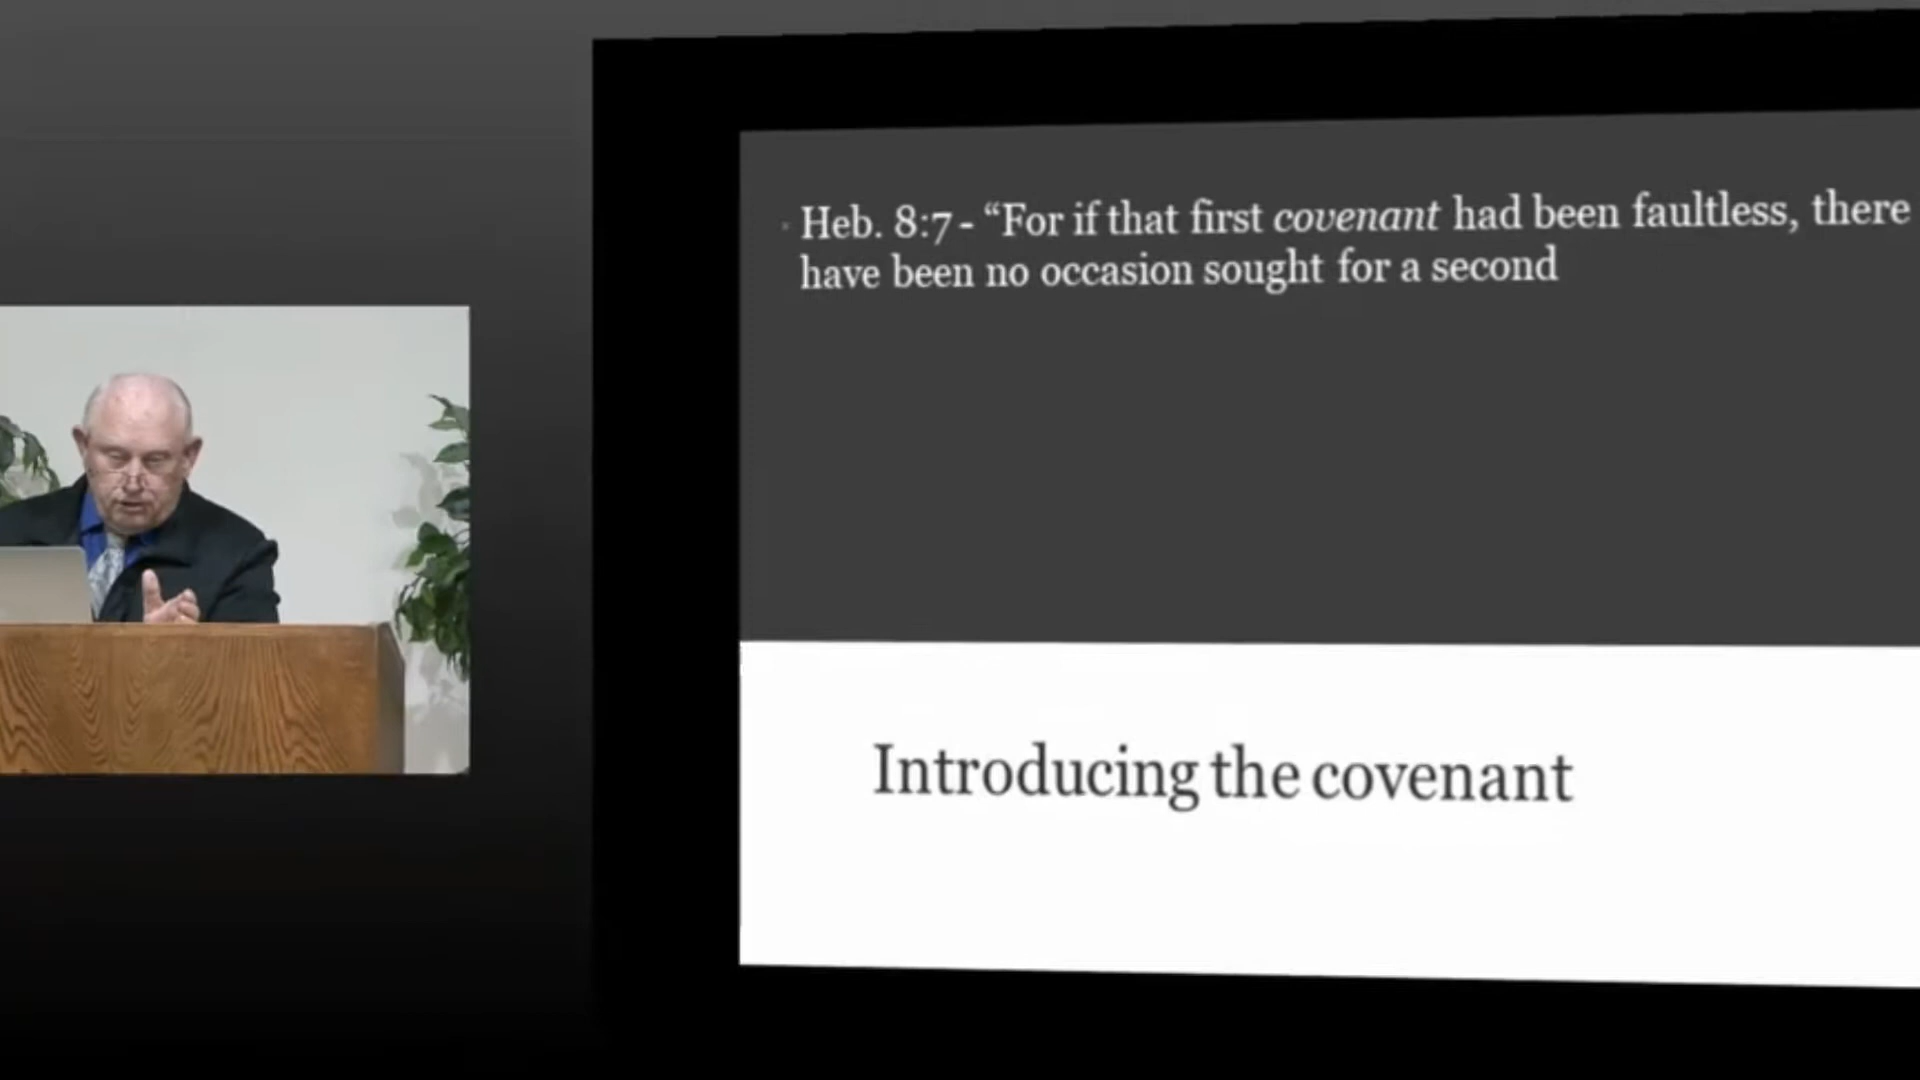 Heb. 8:7 - “For if that first covenant had been faultless, there
have been no occasion sought for a second
Introducing the covenant